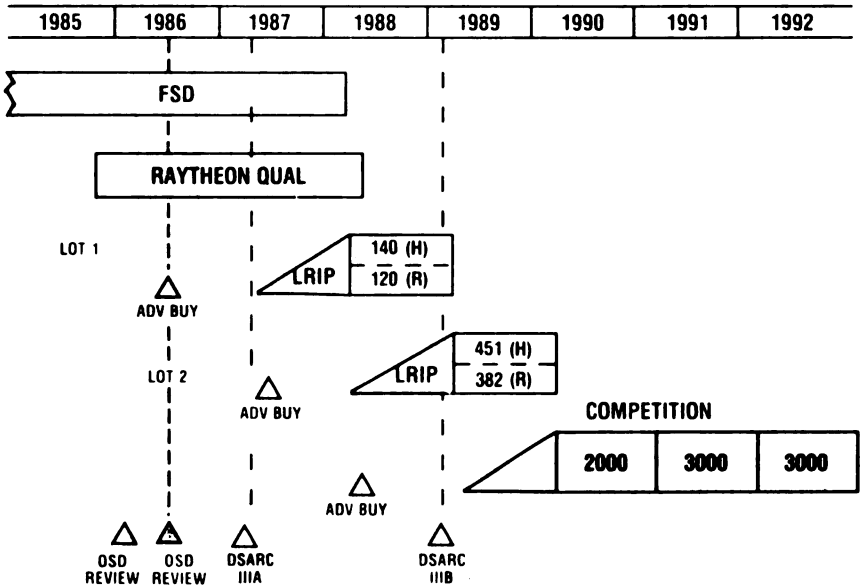 1985 1986 1987 1988 1989 1990 1991 1992
FSD
RAYTHEON QUAL
LOT 1
ADV BUY
LRIP
140 (H)
120 (R)
LOT 2
ADV BUY
LRIP
451 (H)
382 (R)
COMPETITION
2000 3000 3000
ADV BUY
OSD
REVIEW
OSD
REVIEW
DSARC
IIIA
DSARC
IIIB